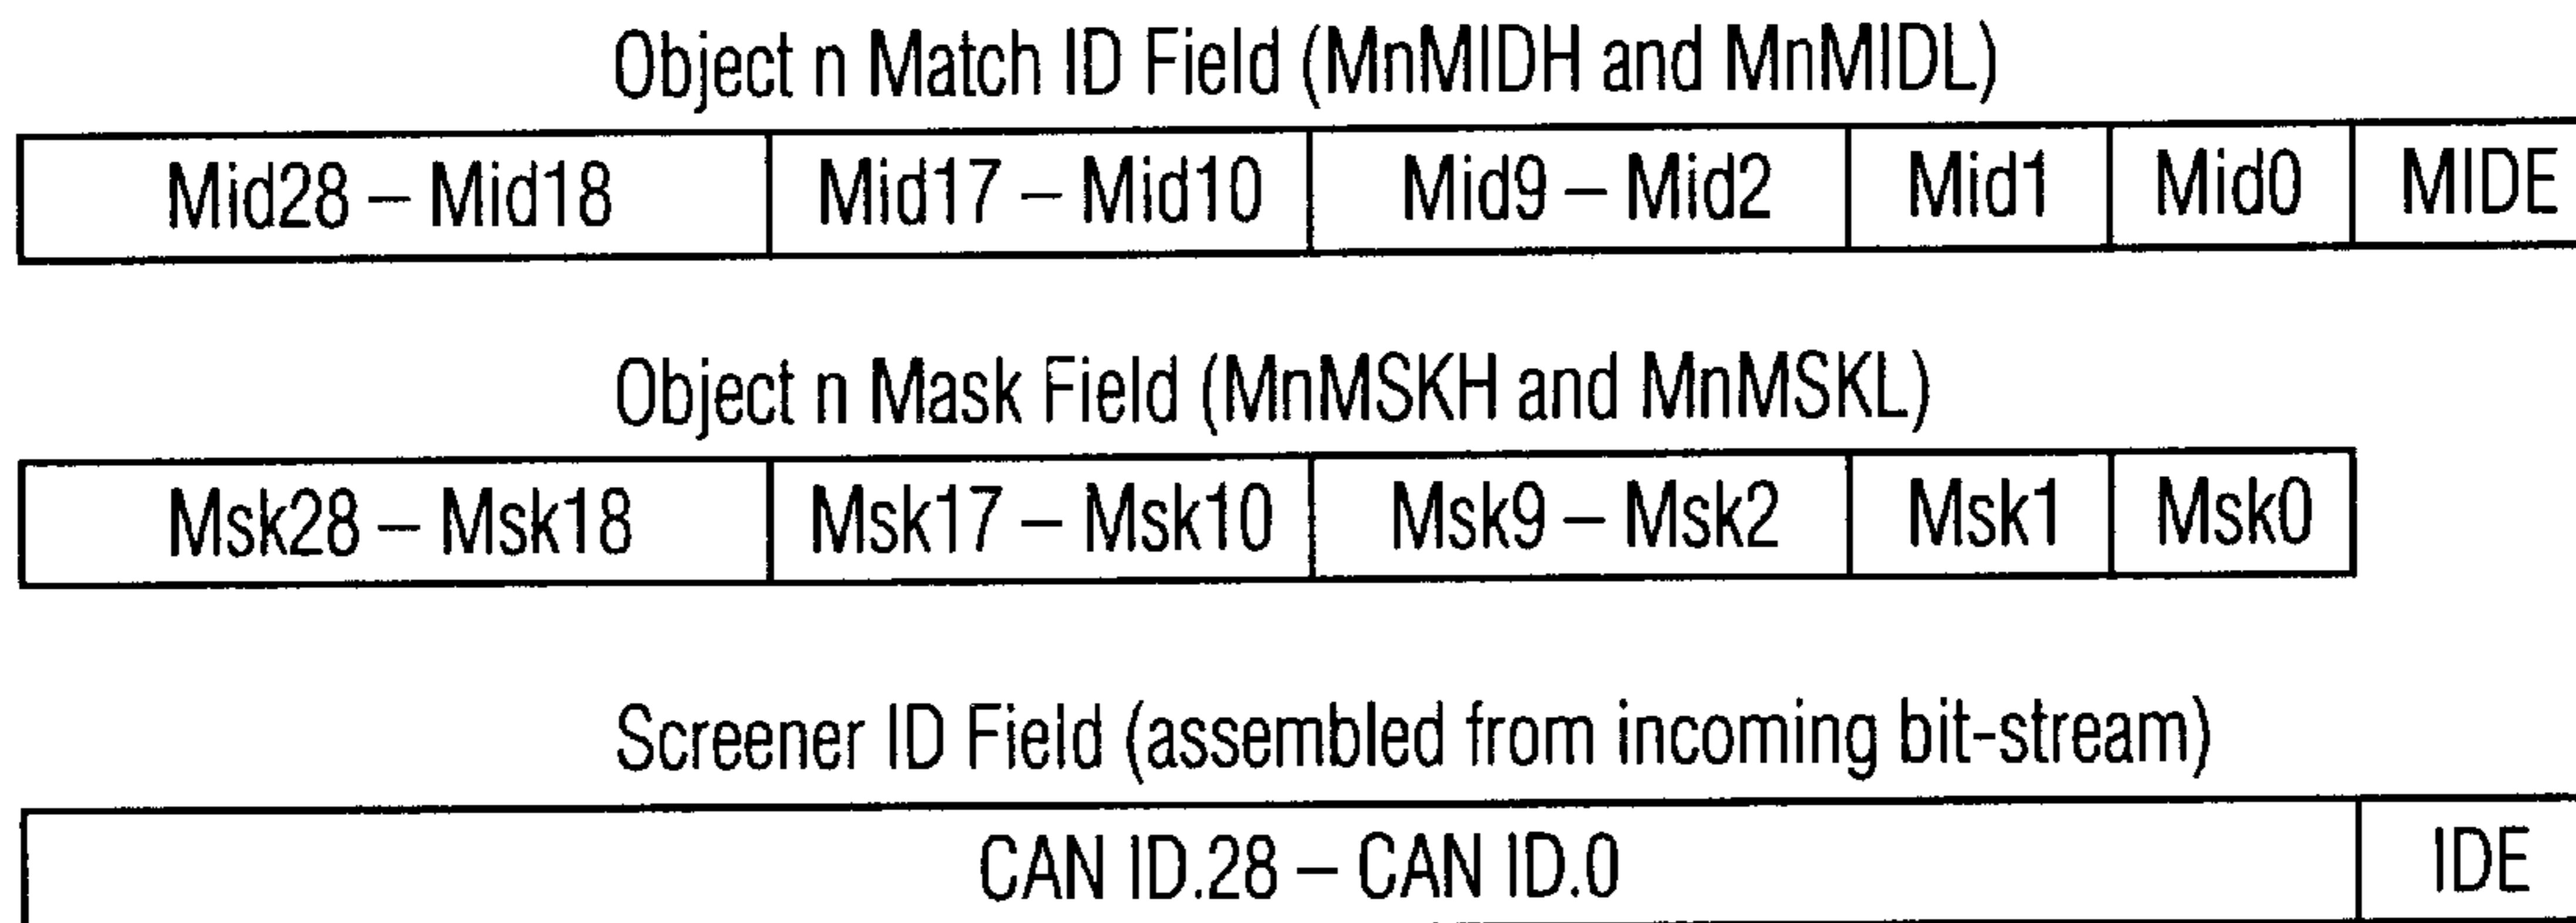 Object n Match ID Field (MnMIDH and MnMIDL)
Mid28 – Mid18 Mid17 – Mid10 Mid9 – Mid2 Mid1 Mid0 MIDE
Object n Mask Field (MnMSKH and MnMSKL)
Msk28 – Msk18 Msk17 – Msk10 Msk9 – Msk2 Msk1 Msk0
Screener ID Field (assembled from incoming bit-stream)
CAN ID.28 – CAN ID.0 IDE